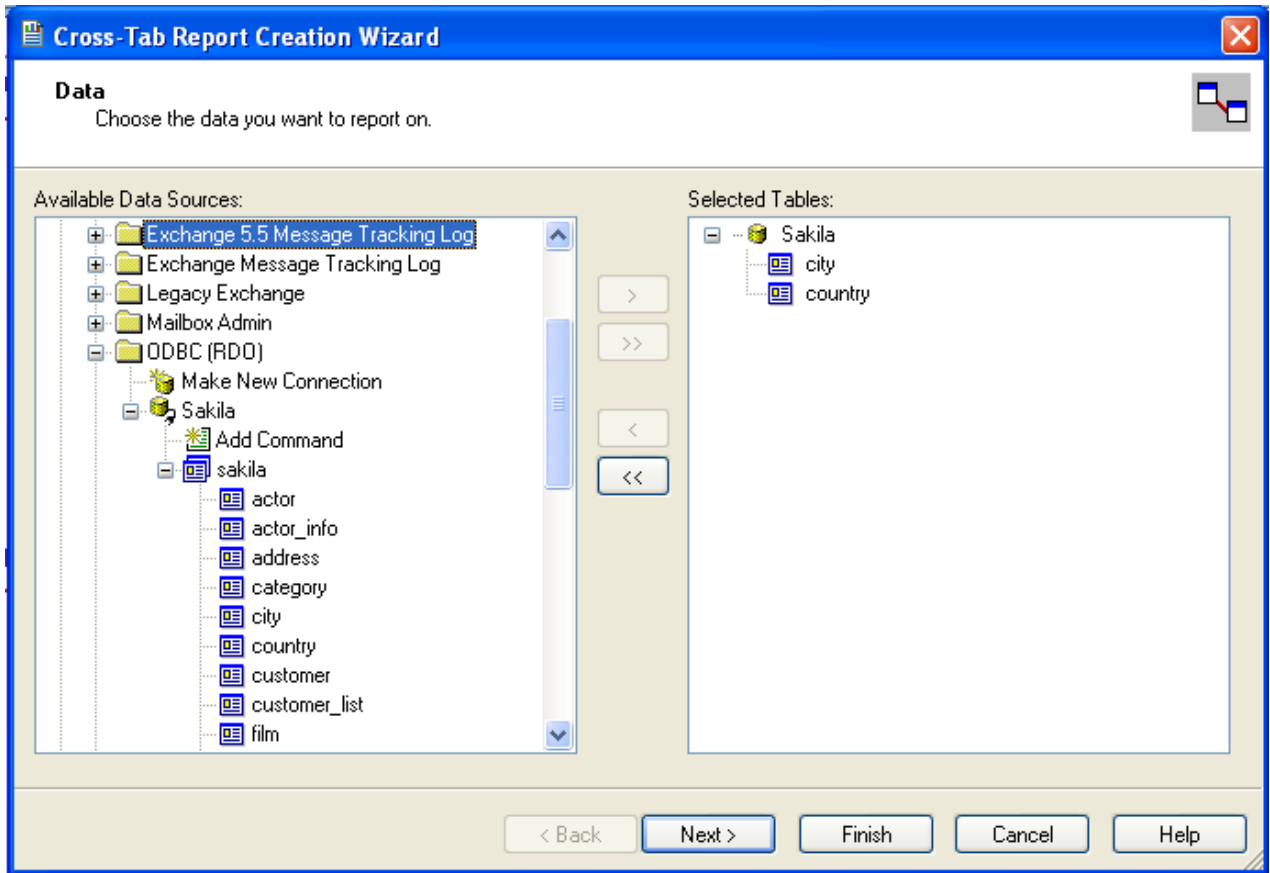 Cross-Tab Report Creation Wizard
Data
Choose the data you want to report on.
Available Data Sources:
Exchange 5.5 Message Tracking Log
Exchange Message Tracking Log
Legacy Exchange
Mailbox Admin
ODBC (RDO)
Make New Connection
Sakila
Add Command
sakila
actor
actor_info
address
category
city
country
customer
customer_list
film
>
>>
<
<<
Selected Tables:
Sakila
city
country
< Back
Next >
Finish
Cancel
Help